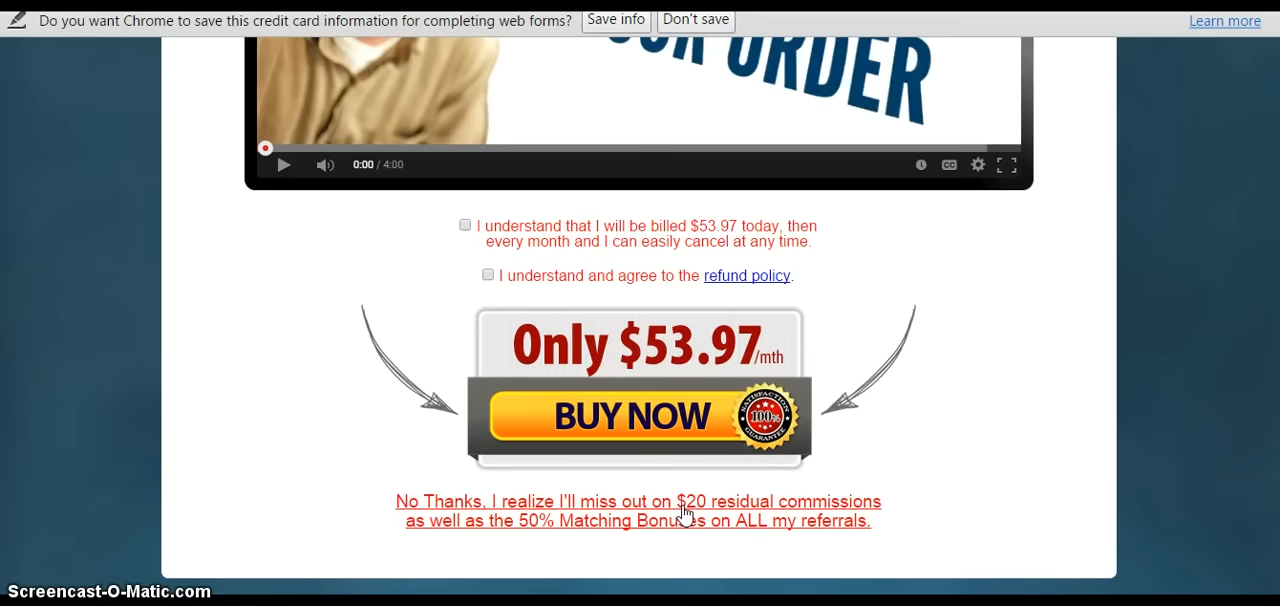 Do you want Chrome to save this credit card information for completing web forms? Save info Don't save Learn more
OUR ORDER
0:00 / 4:00 CC
I understand that I will be billed $53.97 today, then
every month and I can easily cancel at any time.
I understand and agree to the refund policy.
Only $53.97/mth
BUY NOW
SATISFACTION
100%
GUARANTEE
No Thanks, I realize I'll miss out on $20 residual commissions
as well as the 50% Matching Bonuses on ALL my referrals.
Screencast-O-Matic.com